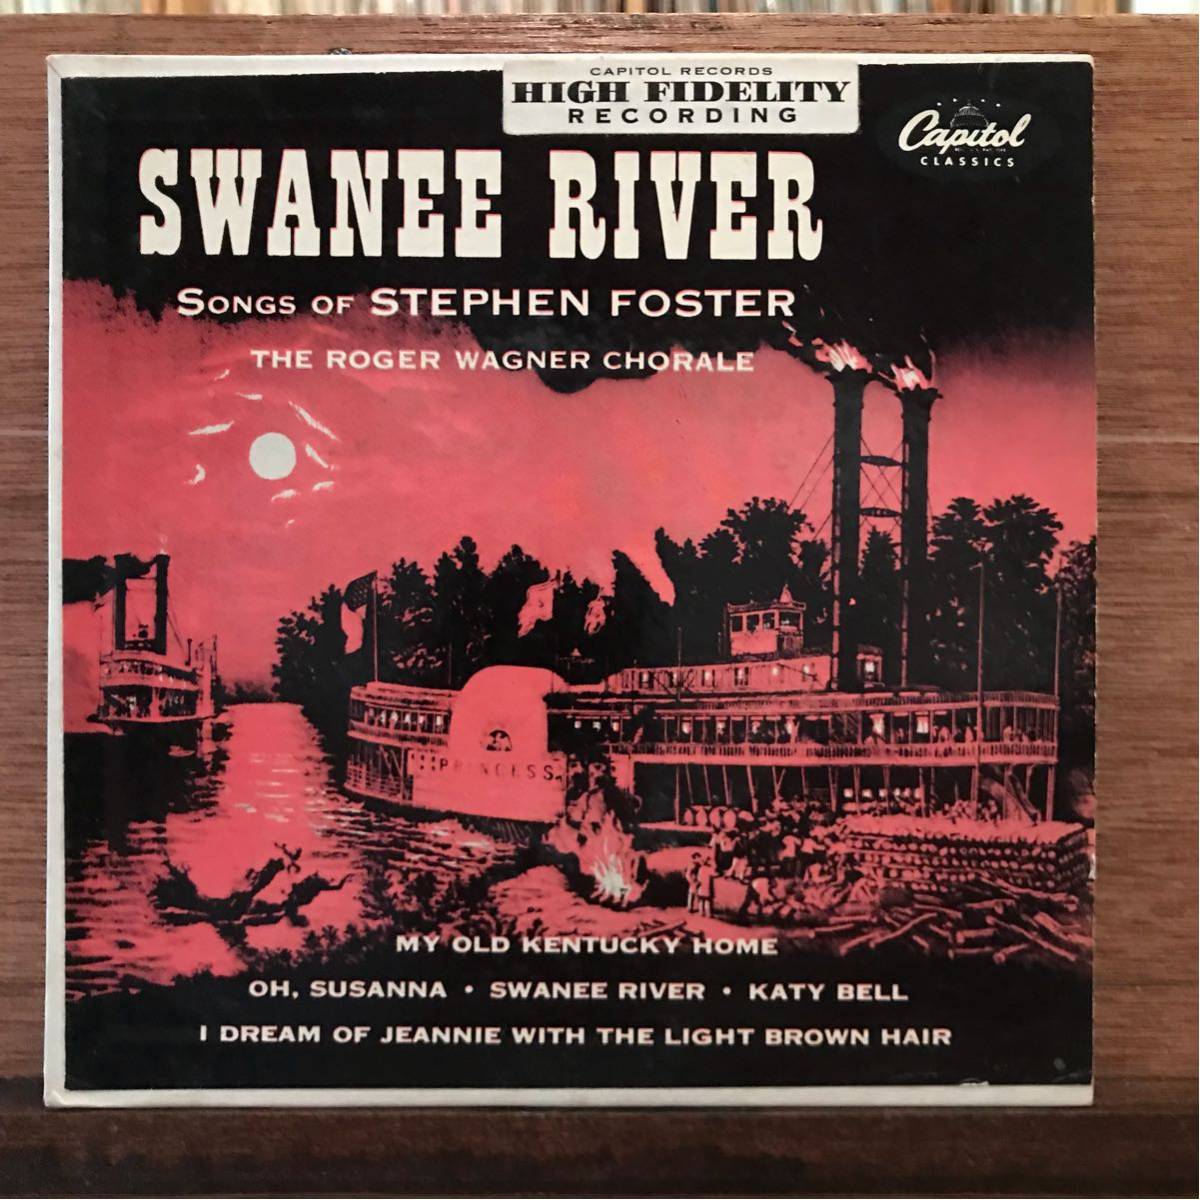 CAPITOL RECORDS
HIGH FIDELITY
RECORDING
Capitol
CLASSICS
SWANEE RIVER
SONGS OF STEPHEN FOSTER
THE ROGER WAGNER CHORALE
PRINCESS
MY OLD KENTUCKY HOME
OH, SUSANNA • SWANEE RIVER • KATY BELL
I DREAM OF JEANNIE WITH THE LIGHT BROWN HAIR